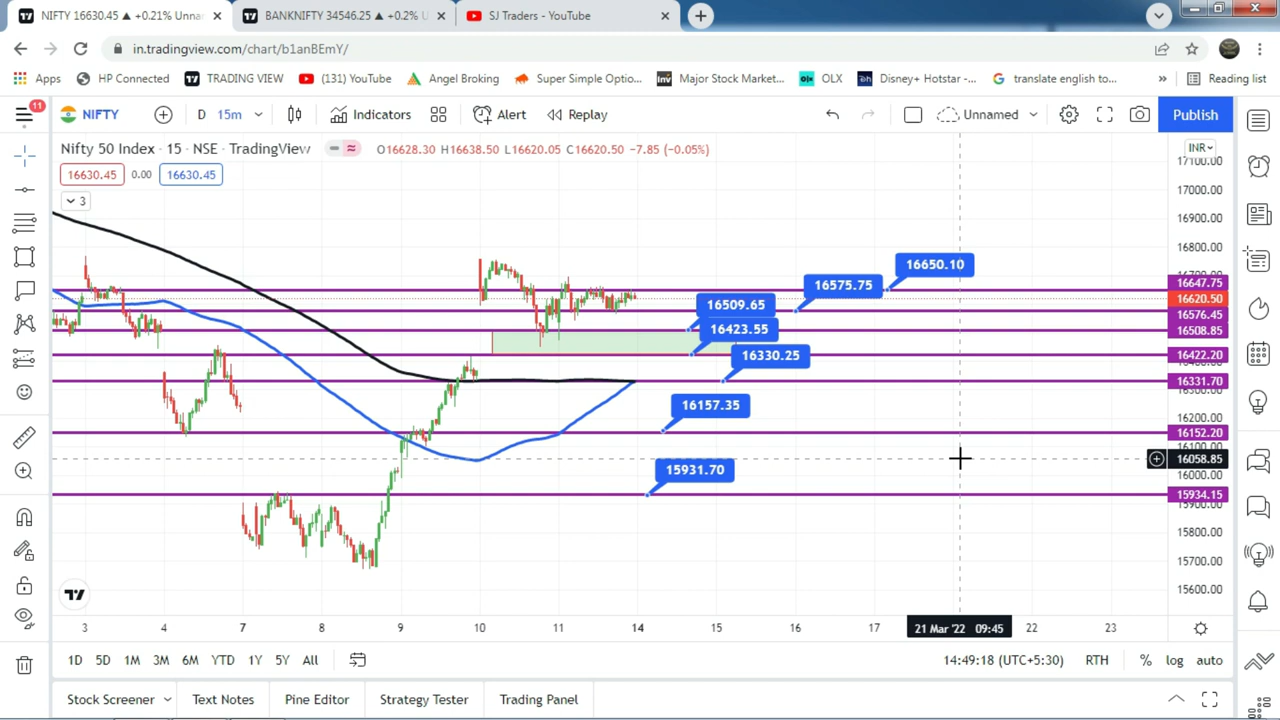 NIFTY 16630.45 ▲ +0.21% Unna
BANKNIFTY 34546.25 ▲ +0.2% U
SJ Traders - YouTube
in.tradingview.com/chart/b1anBEmY/
Apps
HP Connected
TRADING VIEW
(131) YouTube
Angel Broking
Super Simple Optio...
Inv Major Stock Market...
olx OLX
Disney+ Hotstar -...
translate english to...
»
Reading list
11
NIFTY
D 15m
Indicators
Alert
Replay
Unnamed
Publish
Nifty 50 Index · 15 · NSE · TradingView
O16628.30 H16638.50 L16620.05 C16620.50 -7.85 (-0.05%)
INR
16630.45
0.00
16630.45
3
17100.00
17000.00
16900.00
16800.00
16700.00
16647.75
16620.50
16576.45
16508.85
16422.20
16331.70
16300.00
16200.00
16152.20
16100.00
16058.85
16000.00
15934.15
15900.00
15800.00
15700.00
15600.00
16650.10
16575.75
16509.65
16423.55
16330.25
16157.35
15931.70
3 4 7 8 9 10 11 14 15 16 17 21 Mar '22 09:45 22 23
1D 5D 1M 3M 6M YTD 1Y 5Y All
14:49:18 (UTC+5:30) RTH % log auto
Stock Screener
Text Notes
Pine Editor
Strategy Tester
Trading Panel